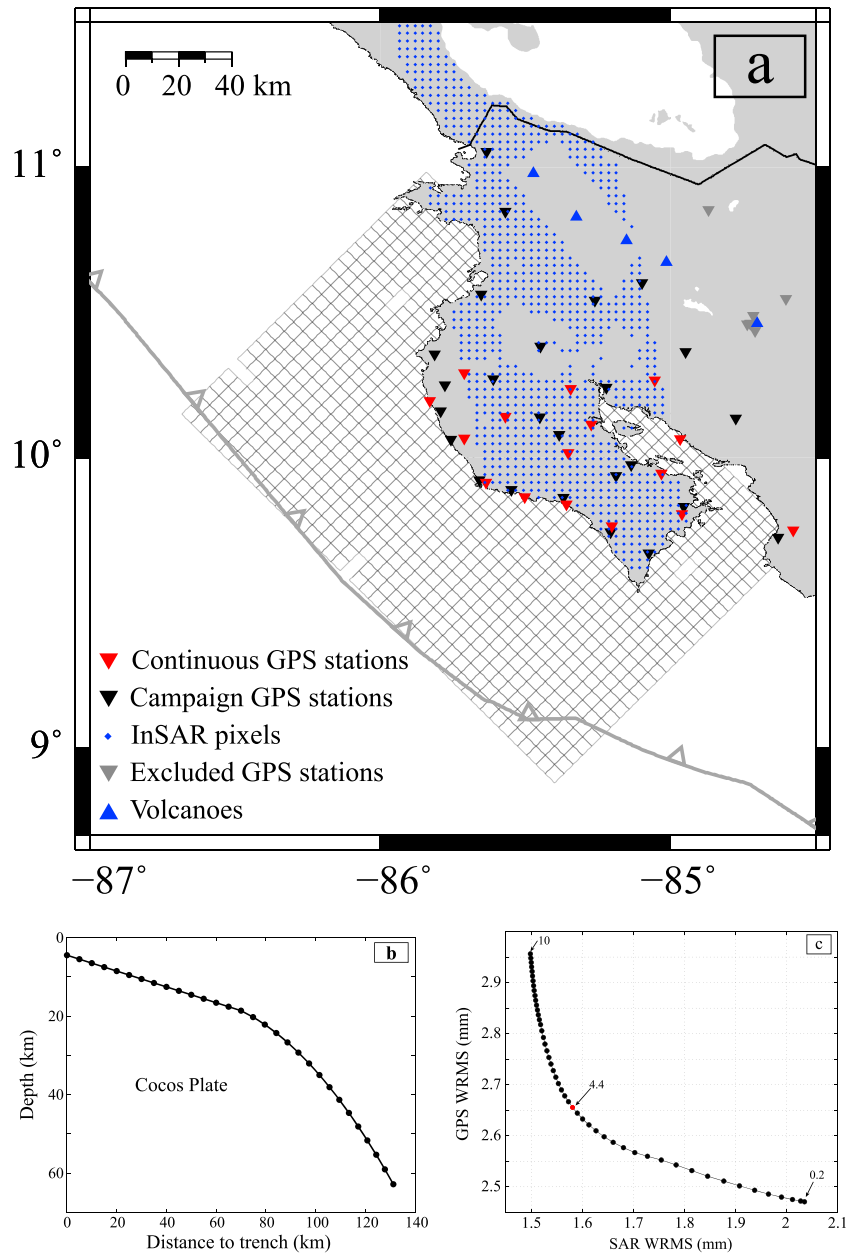 0 20 40 km
a
11°
10°
9°
Continuous GPS stations
Campaign GPS stations
InSAR pixels
Excluded GPS stations
Volcanoes
−87° −86° −85°
b
0
20
40
60
Depth (km)
Cocos Plate
0 20 40 60 80 100 120 140
Distance to trench (km)
c
10
2.9
2.8
2.7
2.6
2.5
GPS WRMS (mm)
4.4
0.2
1.5 1.6 1.7 1.8 1.9 2 2.1
SAR WRMS (mm)